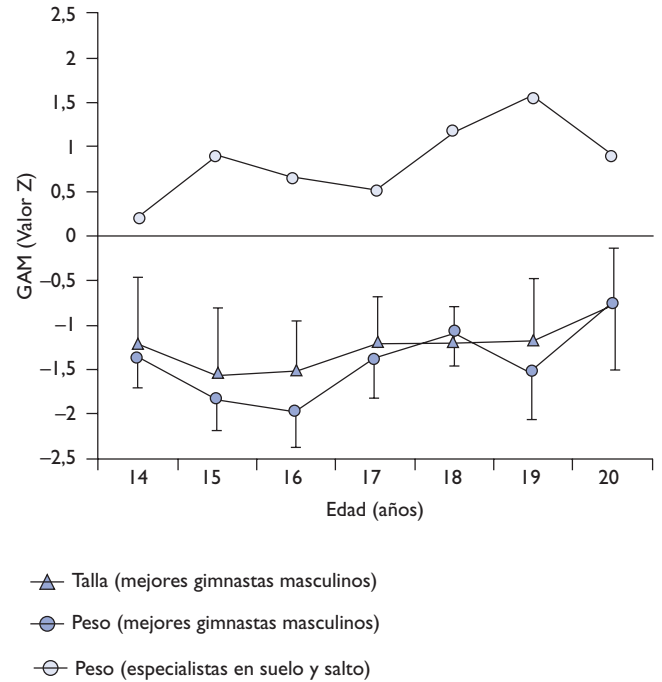 2,5
2
1,5
1
0,5
0
–0,5
–1
–1,5
–2
–2,5
GAM (Valor Z)
14 15 16 17 18 19 20
Edad (años)
Talla (mejores gimnastas masculinos)
Peso (mejores gimnastas masculinos)
Peso (especialistas en suelo y salto)